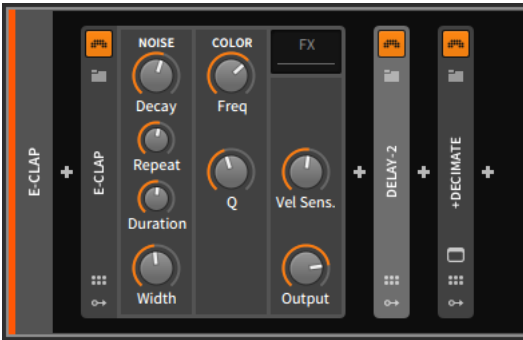 E-CLAP
E-CLAP
NOISE
Decay
Repeat
Duration
Width
COLOR
Freq
Q
FX
Vel Sens.
Output
DELAY-2
+DECIMATE